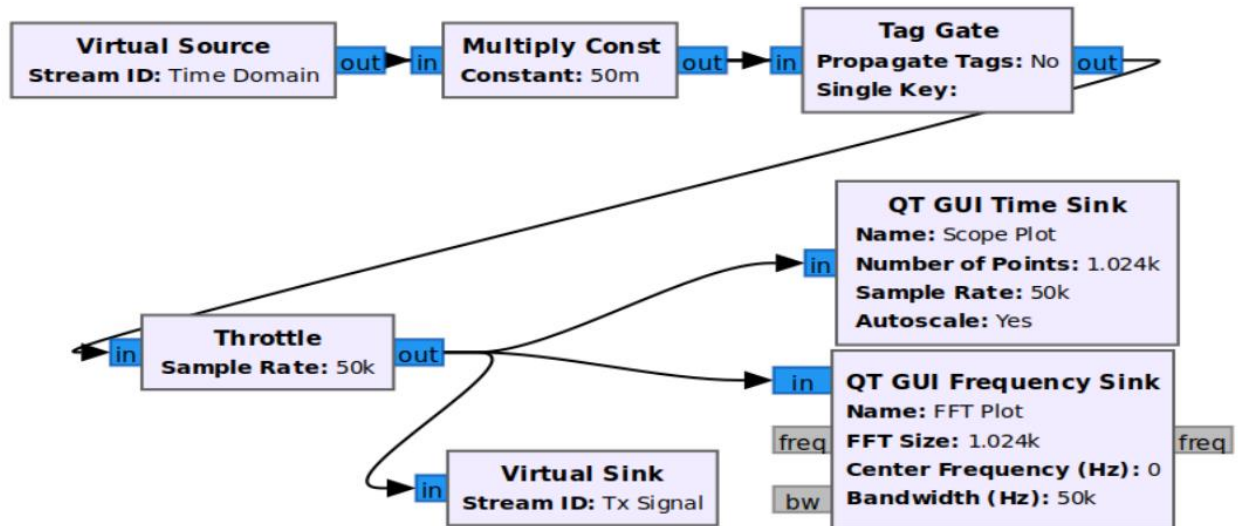 Virtual Source
Stream ID: Time Domain
out
in
Multiply Const
Constant: 50m
out
in
Tag Gate
Propagate Tags: No
Single Key:
out
QT GUI Time Sink
Name: Scope Plot
in
Number of Points: 1.024k
Sample Rate: 50k
Autoscale: Yes
in
Throttle
Sample Rate: 50k
out
in
QT GUI Frequency Sink
Name: FFT Plot
freq
FFT Size: 1.024k
freq
Center Frequency (Hz): 0
bw
Bandwidth (Hz): 50k
in
Virtual Sink
Stream ID: Tx Signal